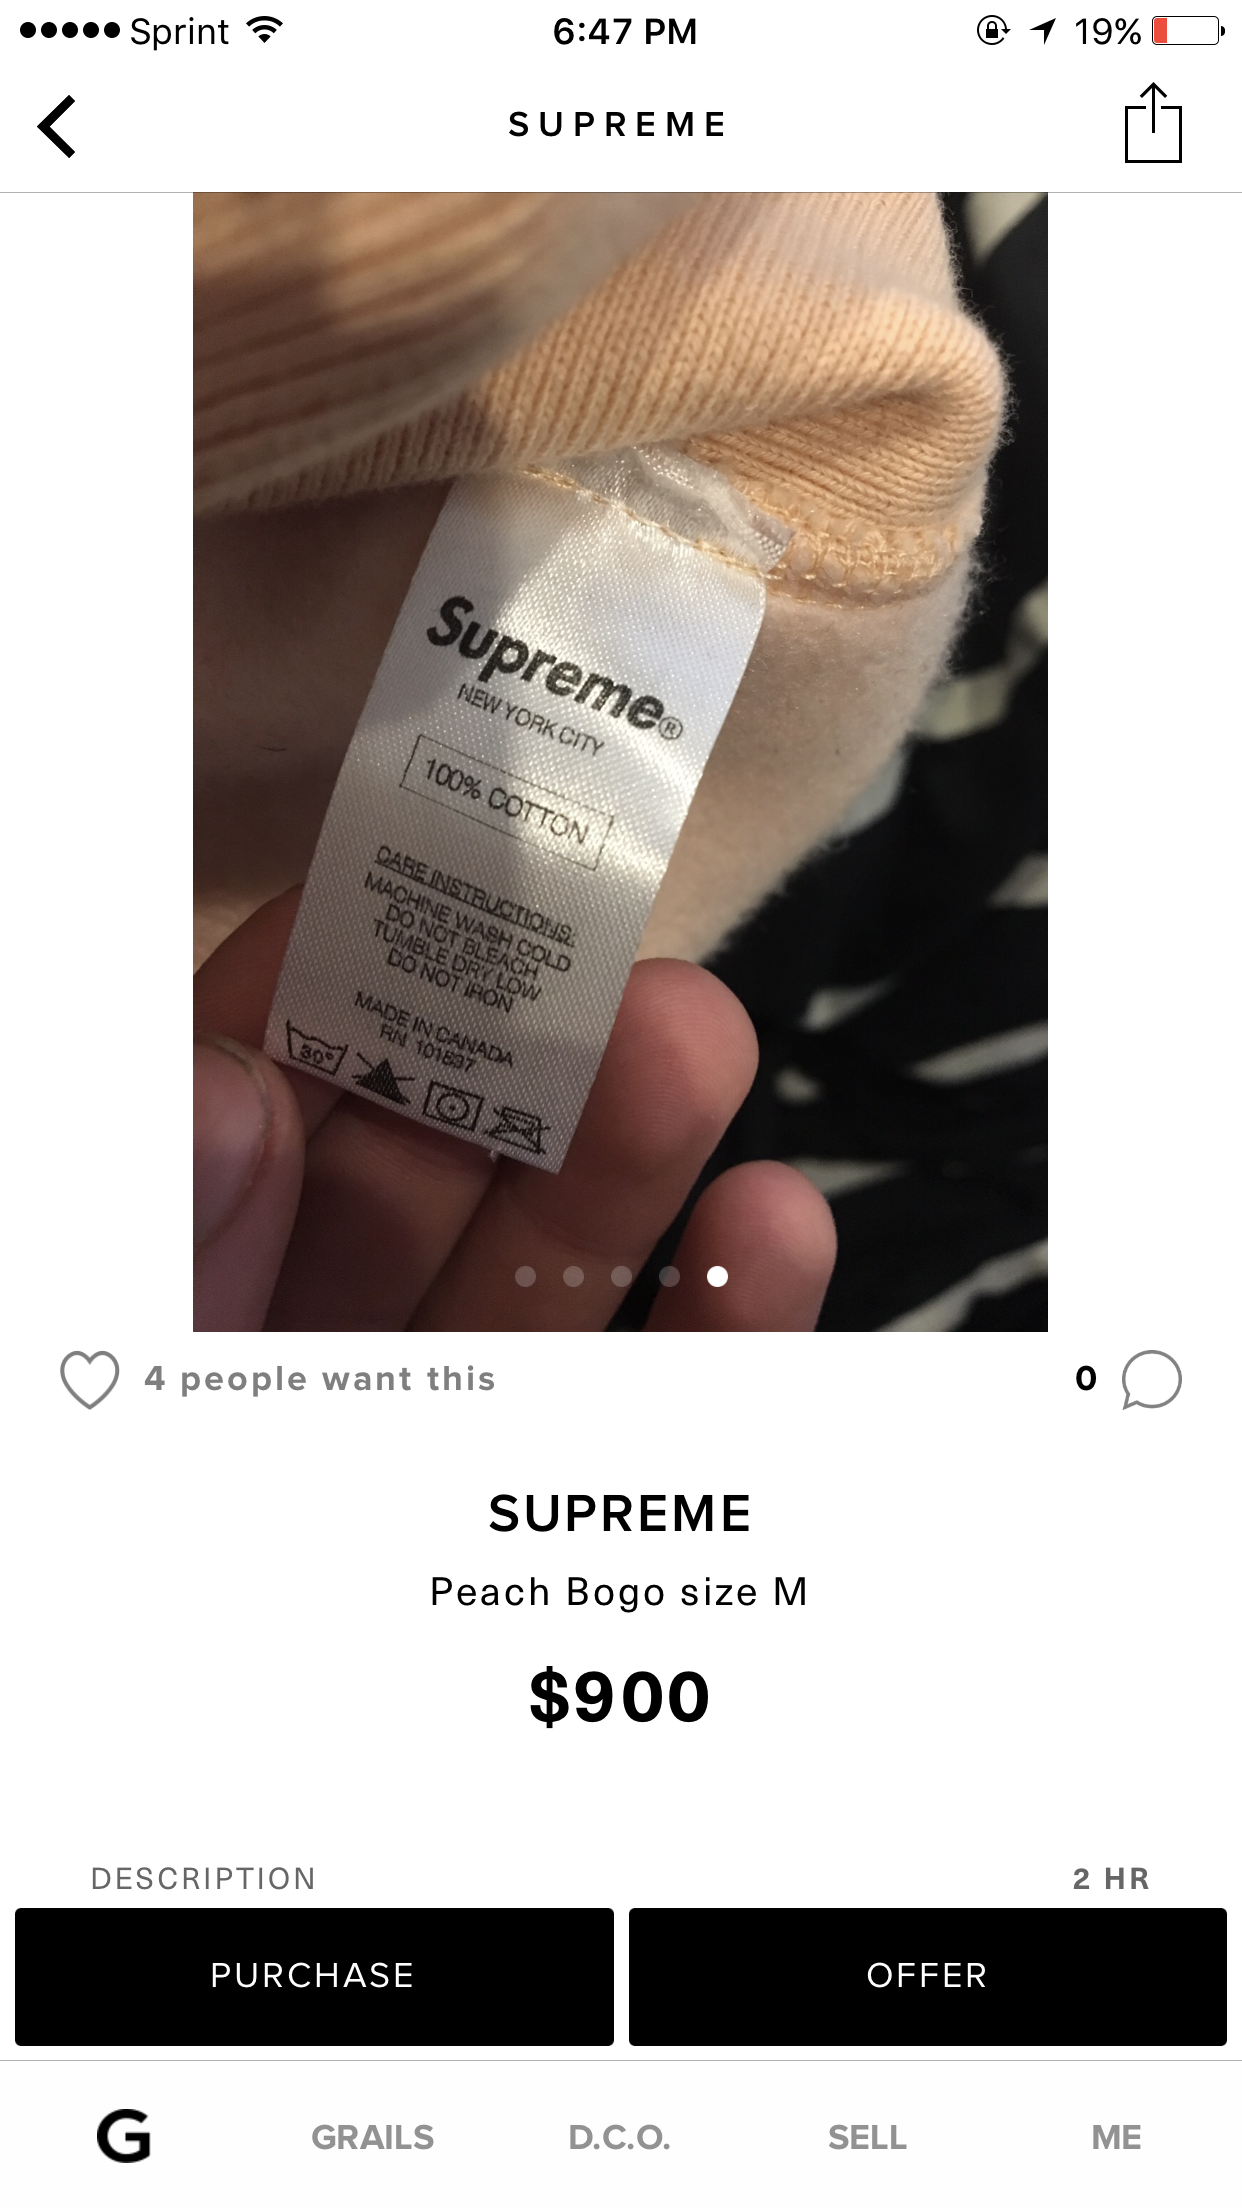 Sprint 6:47 PM 19%
SUPREME
Supreme®
NEW YORK CITY
100% COTTON
CARE INSTRUCTIONS:
MACHINE WASH COLD
DO NOT BLEACH
TUMBLE DRY LOW
DO NOT IRON
MADE IN CANADA
RN 101837
30°
4 people want this 0
SUPREME
Peach Bogo size M
$900
DESCRIPTION 2 HR
PURCHASE OFFER
G GRAILS D.C.O. SELL ME